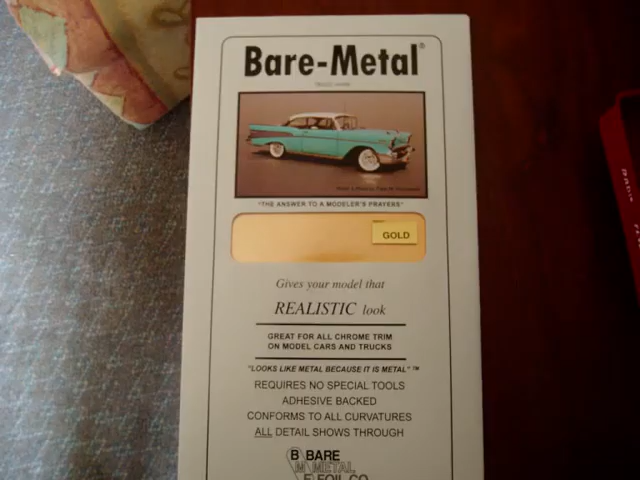 Bare-Metal®
"THE ANSWER TO A MODELER'S PRAYERS"
GOLD
Gives your model that
REALISTIC look
GREAT FOR ALL CHROME TRIM
ON MODEL CARS AND TRUCKS
"LOOKS LIKE METAL BECAUSE IT IS METAL" ™
REQUIRES NO SPECIAL TOOLS
ADHESIVE BACKED
CONFORMS TO ALL CURVATURES
ALL DETAIL SHOWS THROUGH
B BARE
M METAL
F FOIL CO